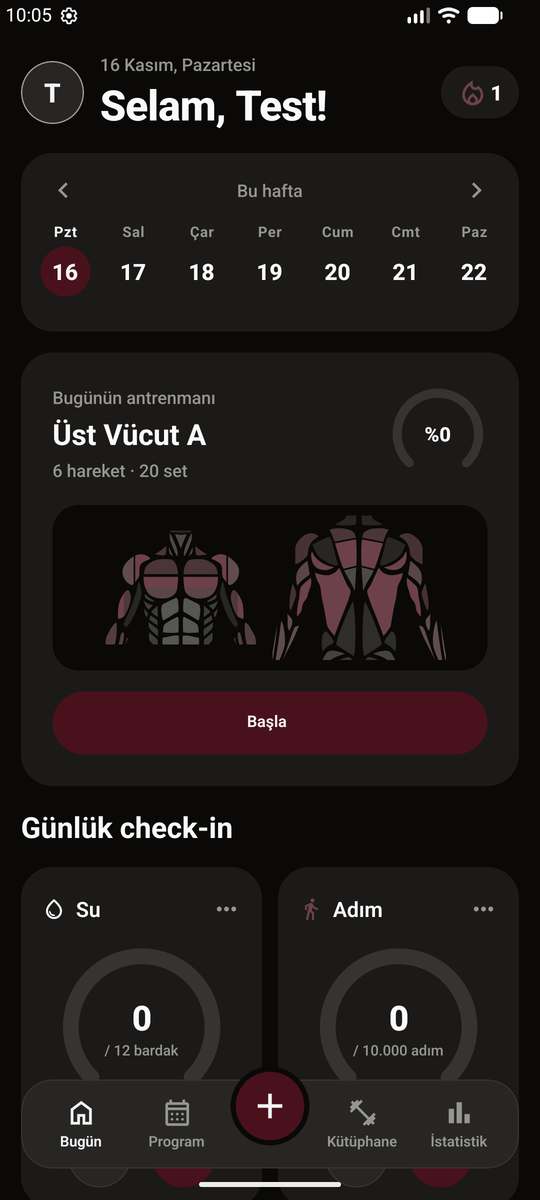 10:05
16 Kasım, Pazartesi
T
Selam, Test!
1
Bu hafta
Pzt Sal Çar Per Cum Cmt Paz
16 17 18 19 20 21 22
Bugünün antrenmanı
Üst Vücut A
%0
6 hareket · 20 set
Başla
Günlük check-in
Su
Adım
0
/ 12 bardak
0
/ 10.000 adım
Bugün Program Kütüphane İstatistik